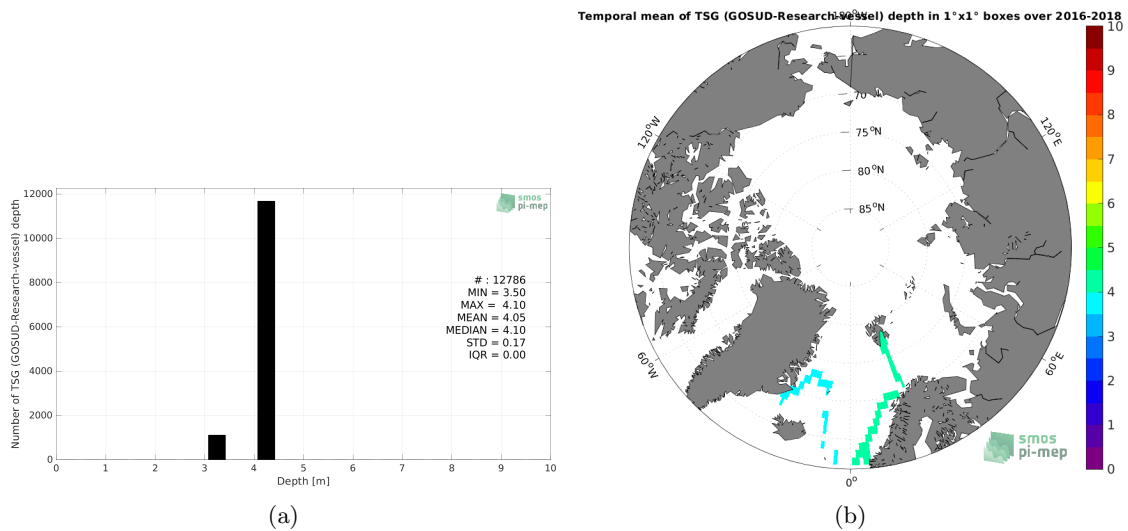 Temporal mean of TSG (GOSUD-Research-vessel) depth in 1°x1° boxes over 2016-2018
Number of TSG (GOSUD-Research-vessel) depth
12000
10000
8000
6000
4000
2000
0
0 1 2 3 4 5 6 7 8 9 10
Depth [m]
smos
pi-mep
# : 12786
MIN = 3.50
MAX = 4.10
MEAN = 4.05
MEDIAN = 4.10
STD = 0.17
IQR = 0.00
(a)
180°W
120°W
120°E
70
75°N
80°N
85°N
60°W
60°E
0°
smos
pi-mep
10
9
8
7
6
5
4
3
2
1
0
(b)